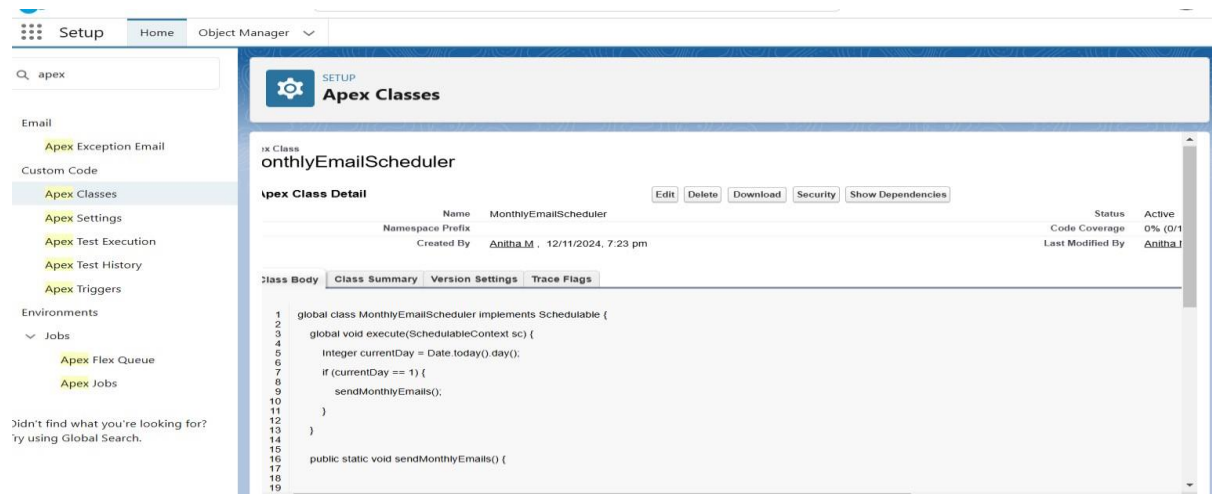 Setup Home Object Manager
apex
Email
Apex Exception Email
Custom Code
Apex Classes
Apex Settings
Apex Test Execution
Apex Test History
Apex Triggers
Environments
Jobs
Apex Flex Queue
Apex Jobs
Didn't find what you're looking for?
Try using Global Search.
SETUP
Apex Classes
ex Class
onthlyEmailScheduler
Apex Class Detail Edit Delete Download Security Show Dependencies
Name MonthlyEmailScheduler Status Active
Namespace Prefix Code Coverage 0% (0/1
Created By Anitha M , 12/11/2024, 7:23 pm Last Modified By Anitha
Class Body Class Summary Version Settings Trace Flags
1 global class MonthlyEmailScheduler implements Schedulable {
2
3 global void execute(SchedulableContext sc) {
4
5 Integer currentDay = Date.today().day();
6
7 if (currentDay == 1) {
8
9 sendMonthlyEmails();
10
11 }
12
13 }
14
15
16 public static void sendMonthlyEmails() {
17
18
19